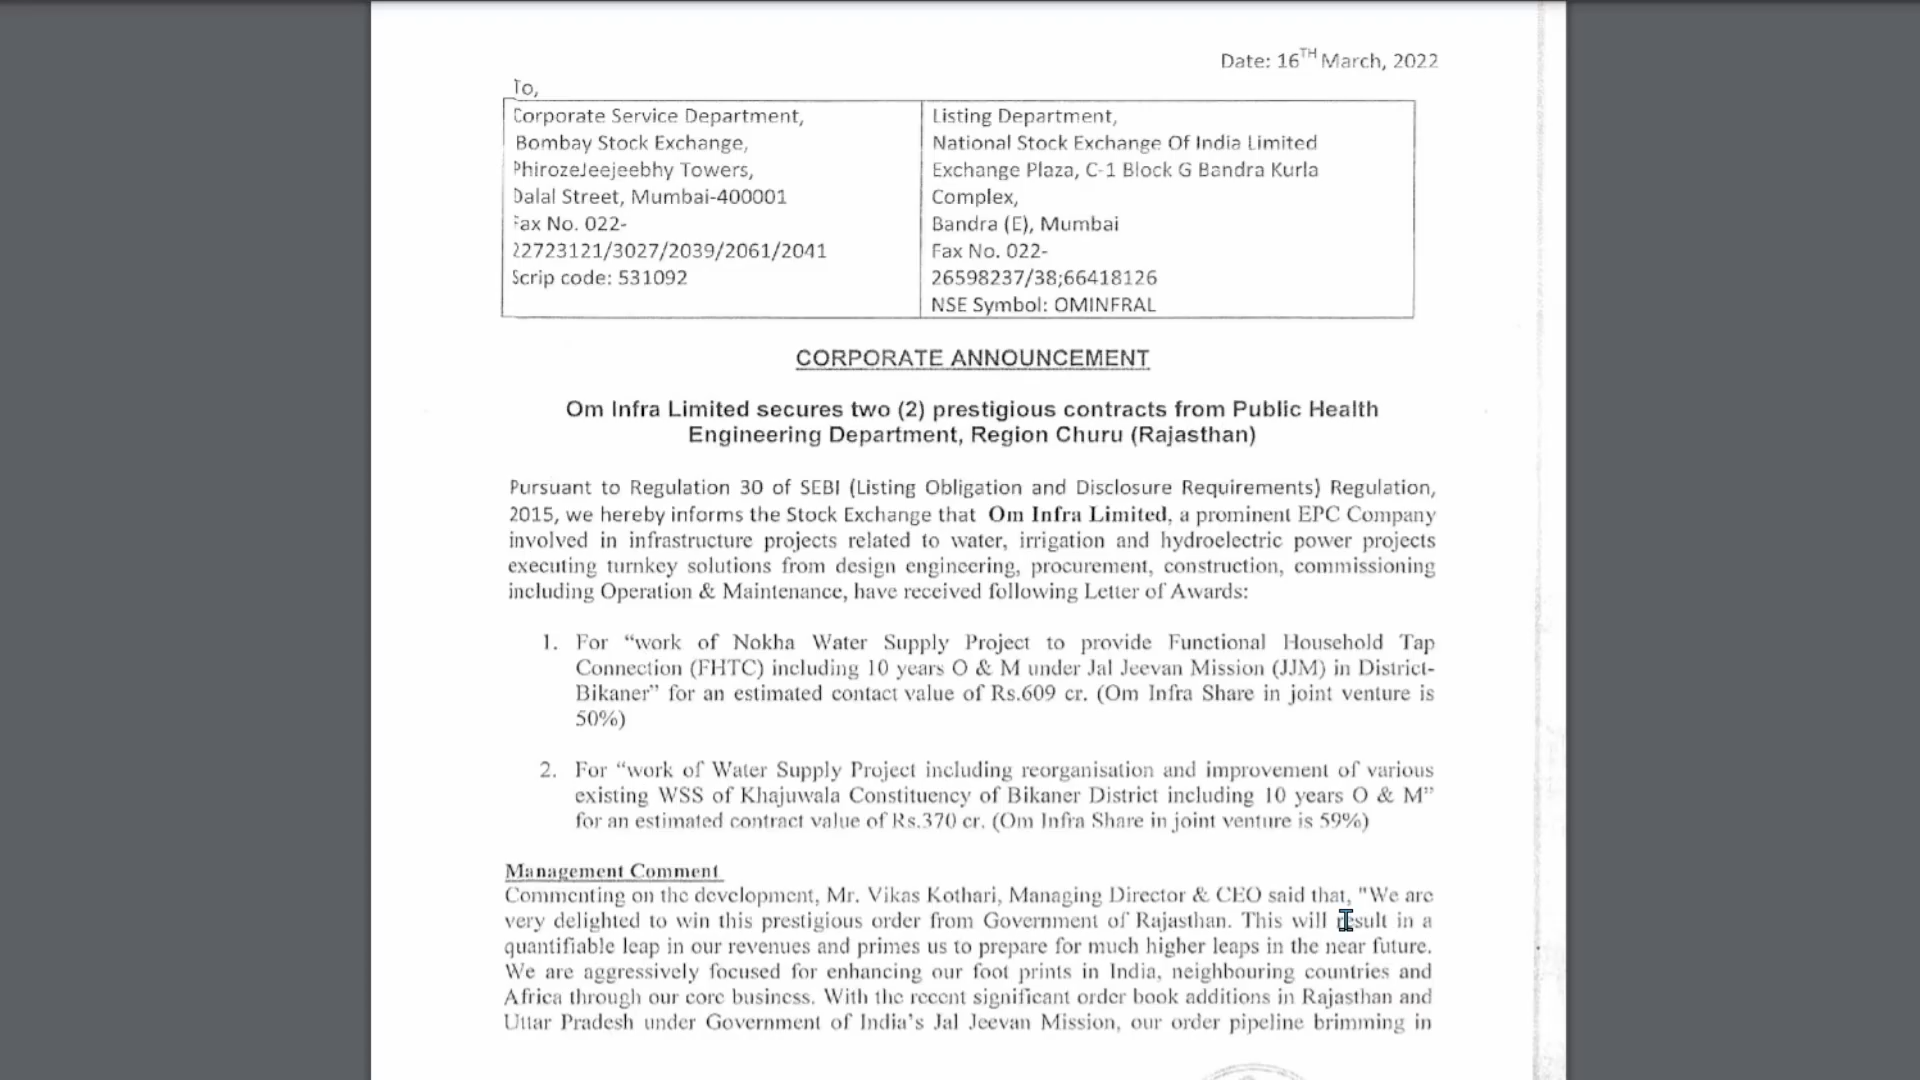 Date: 16TH March, 2022
To,
Corporate Service Department,
Bombay Stock Exchange,
PhirozeJeejeebhy Towers,
Dalal Street, Mumbai-400001
Fax No. 022-
22723121/3027/2039/2061/2041
Scrip code: 531092
Listing Department,
National Stock Exchange Of India Limited
Exchange Plaza, C-1 Block G Bandra Kurla
Complex,
Bandra (E), Mumbai
Fax No. 022-
26598237/38;66418126
NSE Symbol: OMINFRAL
CORPORATE ANNOUNCEMENT
Om Infra Limited secures two (2) prestigious contracts from Public Health
Engineering Department, Region Churu (Rajasthan)
Pursuant to Regulation 30 of SEBI (Listing Obligation and Disclosure Requirements) Regulation,
2015, we hereby informs the Stock Exchange that Om Infra Limited, a prominent EPC Company
involved in infrastructure projects related to water, irrigation and hydroelectric power projects
executing turnkey solutions from design engineering, procurement, construction, commissioning
including Operation & Maintenance, have received following Letter of Awards:
1. For “work of Nokha Water Supply Project to provide Functional Household Tap
Connection (FHTC) including 10 years O & M under Jal Jeevan Mission (JJM) in District-
Bikaner” for an estimated contact value of Rs.609 cr. (Om Infra Share in joint venture is
50%)
2. For “work of Water Supply Project including reorganisation and improvement of various
existing WSS of Khajuwala Constituency of Bikaner District including 10 years O & M”
for an estimated contract value of Rs.370 cr. (Om Infra Share in joint venture is 59%)
Management Comment
Commenting on the development, Mr. Vikas Kothari, Managing Director & CEO said that, "We are
very delighted to win this prestigious order from Government of Rajasthan. This will result in a
quantifiable leap in our revenues and primes us to prepare for much higher leaps in the near future.
We are aggressively focused for enhancing our foot prints in India, neighbouring countries and
Africa through our core business. With the recent significant order book additions in Rajasthan and
Uttar Pradesh under Government of India’s Jal Jeevan Mission, our order pipeline brimming in